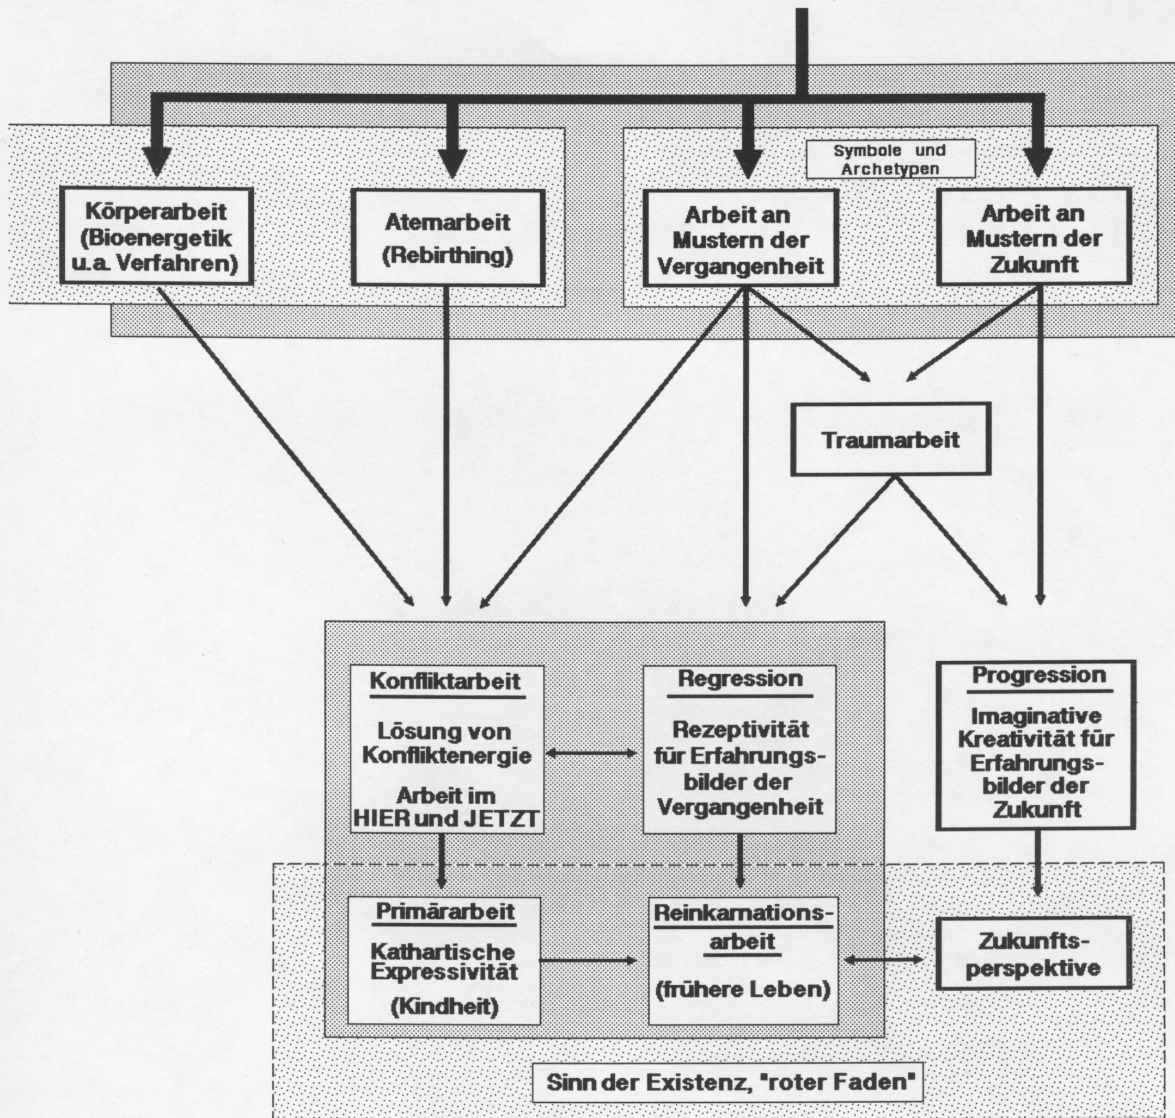 Symbole und
Archetypen
Körperarbeit
(Bioenergetik
u.a. Verfahren)
Atemarbeit
(Rebirthing)
Arbeit an
Mustern der
Vergangenheit
Arbeit an
Mustern der
Zukunft
Traumarbeit
Konfliktarbeit
Lösung von
Konfliktenergie
Arbeit im
HIER und JETZT
Regression
Rezeptivität
für Erfahrungs-
bilder der
Vergangenheit
Progression
Imaginative
Kreativität für
Erfahrungs-
bilder der
Zukunft
Primärarbeit
Kathartische
Expressivität
(Kindheit)
Reinkarnations-
arbeit
(frühere Leben)
Zukunfts-
perspektive
Sinn der Existenz, "roter Faden"